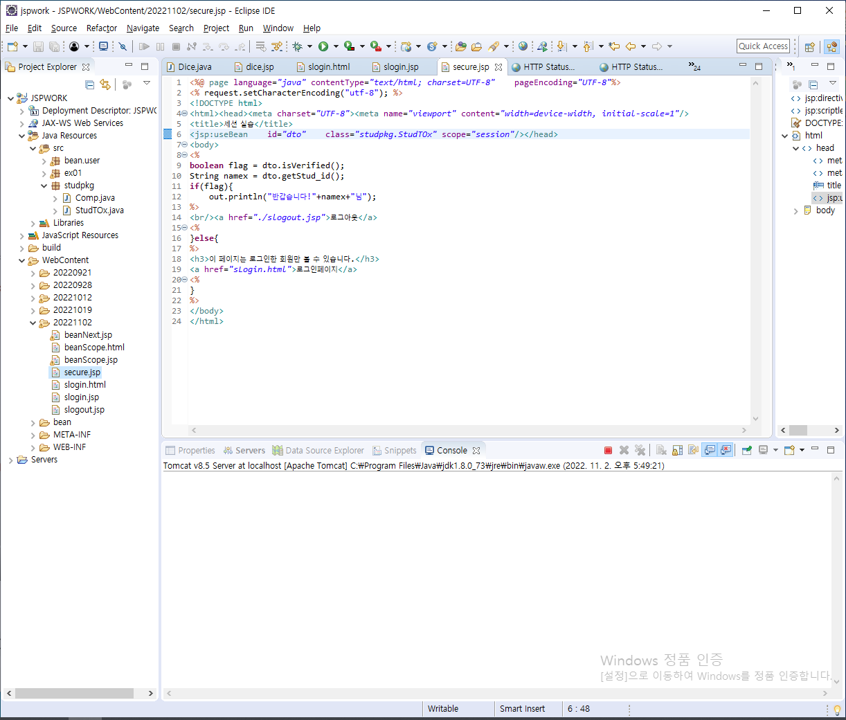 jspwork - JSPWORK/WebContent/20221102/secure.jsp - Eclipse IDE
File Edit Source Refactor Navigate Search Project Run Window Help
Quick Access
Project Explorer
Dice.java dice.jsp slogin.html slogin.jsp secure.jsp HTTP Status... HTTP Status... »24 »1
JSPWORK
Deployment Descriptor: JSPWO
JAX-WS Web Services
Java Resources
src
bean.user
ex01
studpkg
Comp.java
StudTOx.java
Libraries
JavaScript Resources
build
WebContent
20220921
20220928
20221012
20221019
20221102
beanNext.jsp
beanScope.html
beanScope.jsp
secure.jsp
slogin.html
slogin.jsp
slogout.jsp
bean
META-INF
WEB-INF
Servers
1 <%@ page language="java" contentType="text/html; charset=UTF-8" pageEncoding="UTF-8"%>
2 <% request.setCharacterEncoding("utf-8"); %>
3 <!DOCTYPE html>
4 <html><head><meta charset="UTF-8"><meta name="viewport" content="width=device-width, initial-scale=1"/>
5 <title>세션 실습</title>
6 <jsp:useBean id="dto" class="studpkg.StudTOx" scope="session"/></head>
7 <body>
8 <%
9 boolean flag = dto.isVerified();
10 String namex = dto.getStud_id();
11 if(flag){
12 out.println("반갑습니다!"+namex+"님");
13 %>
14 <br/><a href="./slogout.jsp">로그아웃</a>
15 <%
16 }else{
17 %>
18 <h3>이 페이지는 로그인한 회원만 볼 수 있습니다.</h3>
19 <a href="sLogin.html">로그인페이지</a>
20 <%
21 }
22 %>
23 </body>
24 </html>
jsp:directiv
jsp:scriptle
DOCTYPE:
html
head
met
met
title
jsp:u
body
Properties Servers Data Source Explorer Snippets Console
Tomcat v8.5 Server at localhost [Apache Tomcat] C:₩Program Files₩Java₩jdk1.8.0_73₩jre₩bin₩javaw.exe (2022. 11. 2. 오후 5:49:21)
Windows 정품 인증
[설정]으로 이동하여 Windows를 정품 인증합니다.
Writable Smart Insert 6 : 48